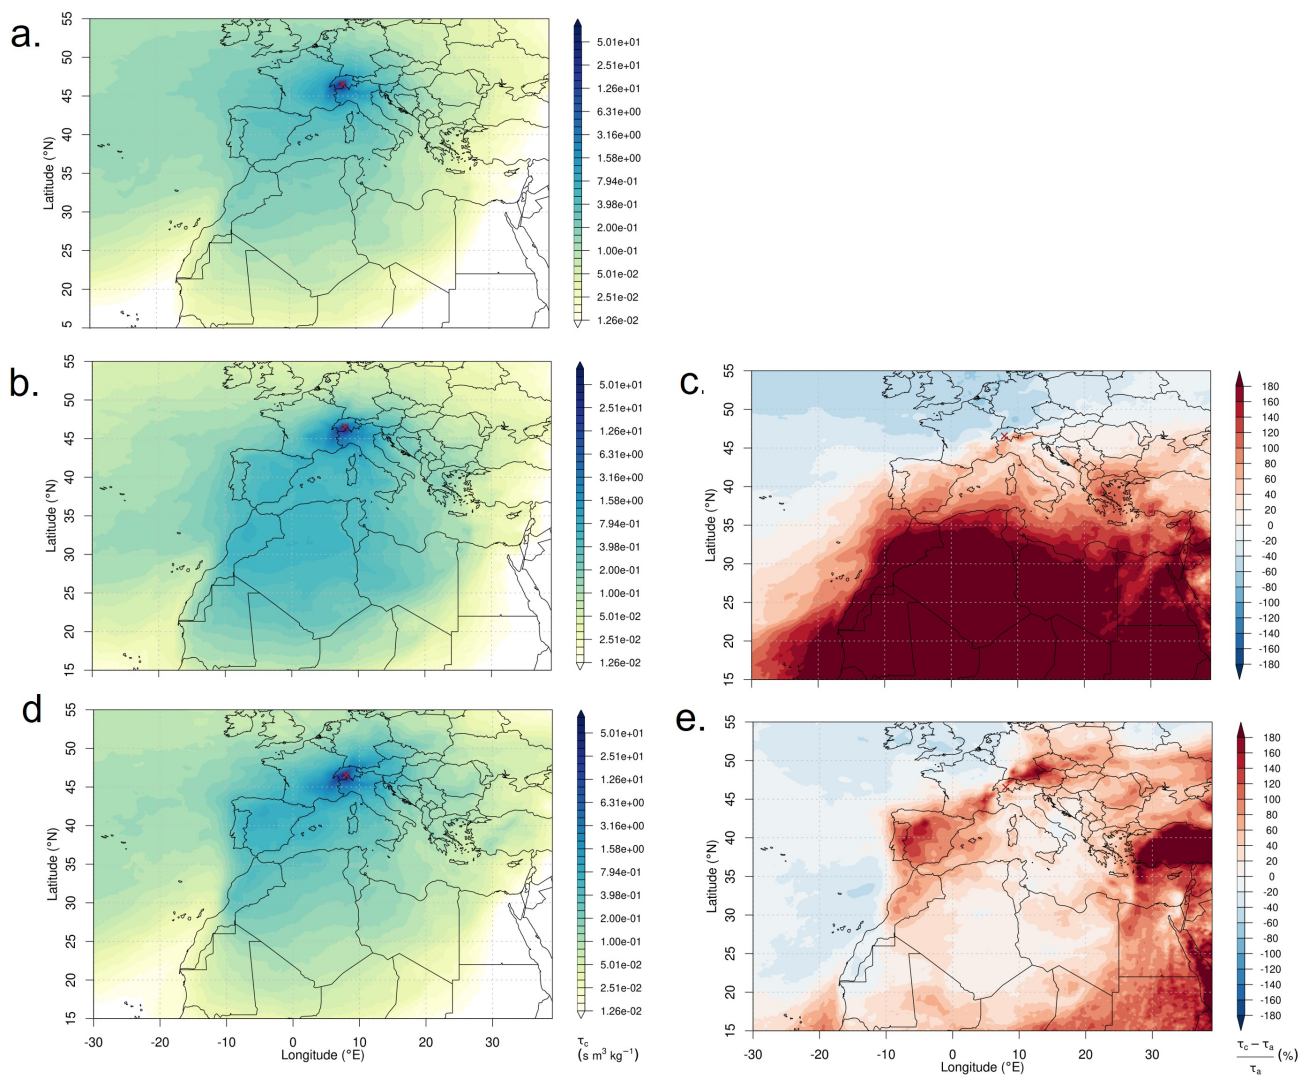 a.
55
50
45
40
35
30
25
20
5
Latitude (°N)
5.01e+01
2.51e+01
1.26e+01
6.31e+00
3.16e+00
1.58e+00
7.94e-01
3.98e-01
2.00e-01
1.00e-01
5.01e-02
2.51e-02
1.26e-02
b.
55
50
45
40
35
30
25
20
15
Latitude (°N)
5.01e+01
2.51e+01
1.26e+01
6.31e+00
3.16e+00
1.58e+00
7.94e-01
3.98e-01
2.00e-01
1.00e-01
5.01e-02
2.51e-02
1.26e-02
c.
55
50
45
40
35
30
25
20
15
Latitude (°N)
180
160
140
120
100
80
60
40
20
0
-20
-40
-60
-80
-100
-120
-140
-160
-180
d
55
50
45
40
35
30
25
20
15
Latitude (°N)
-30 -20 -10 0 10 20 30
Longitude (°E)
5.01e+01
2.51e+01
1.26e+01
6.31e+00
3.16e+00
1.58e+00
7.94e-01
3.98e-01
2.00e-01
1.00e-01
5.01e-02
2.51e-02
1.26e-02
τc
(s m³ kg⁻¹)
e.
55
50
45
40
35
30
25
20
15
Latitude (°N)
-30 -20 -10 0 10 20 30
Longitude (°E)
180
160
140
120
100
80
60
40
20
0
-20
-40
-60
-80
-100
-120
-140
-160
-180
τc − τa
τa
(%)